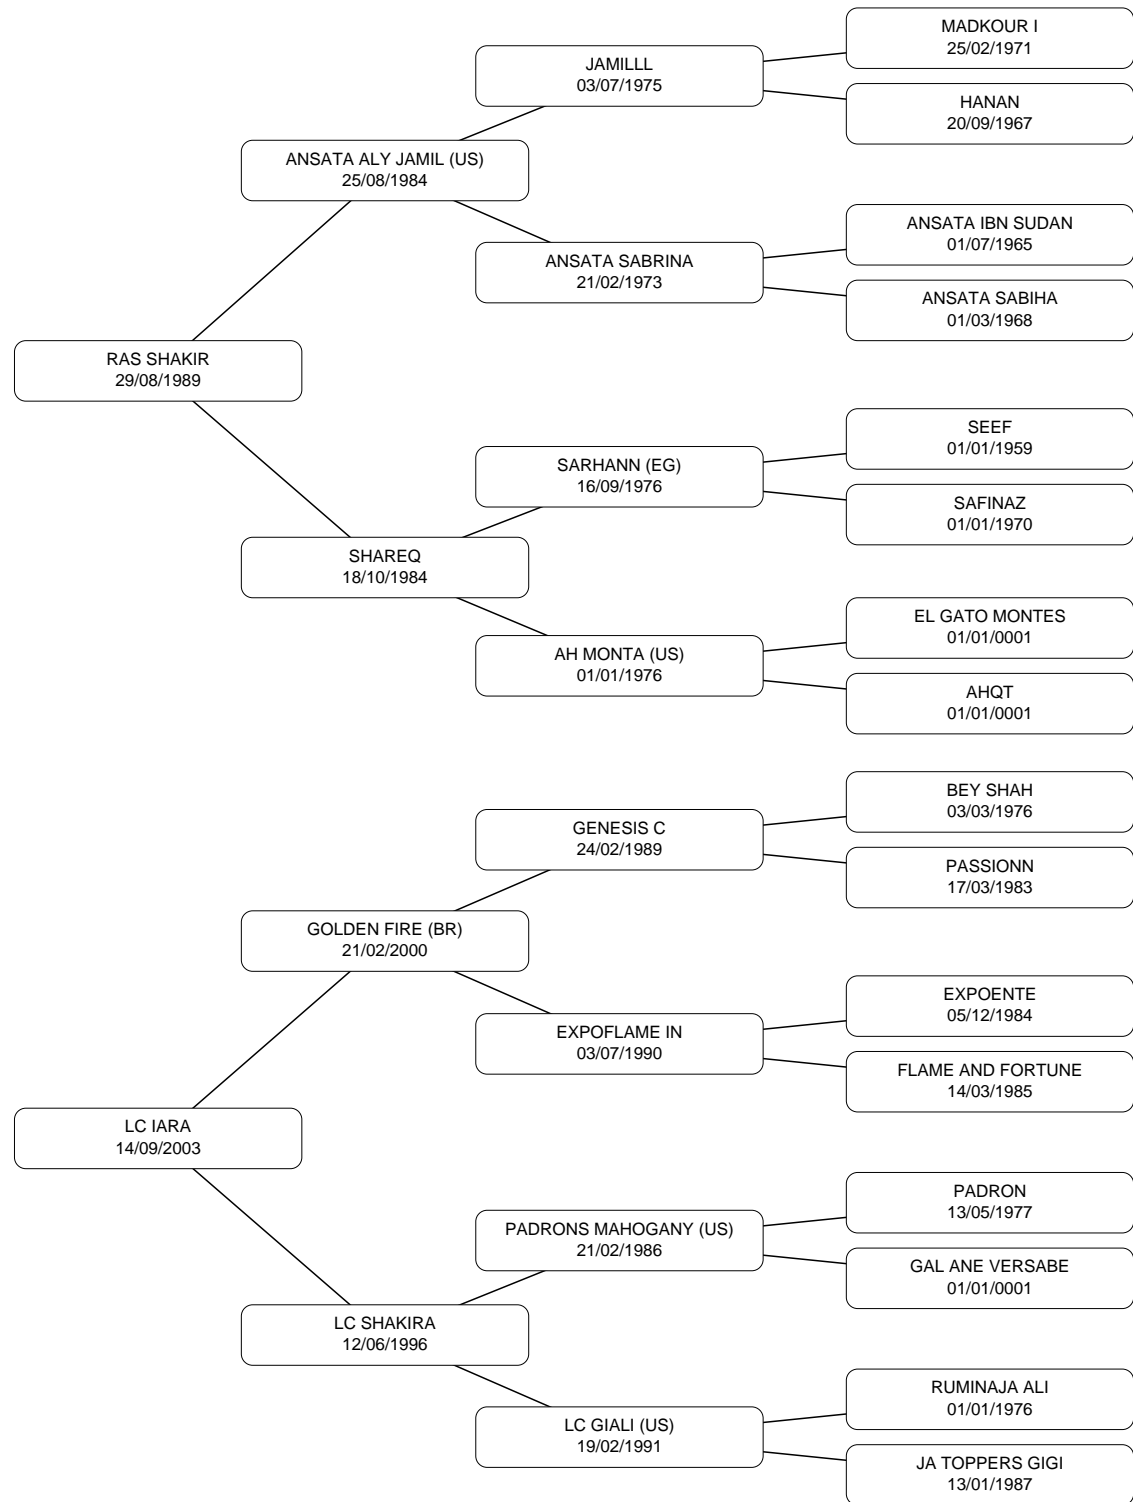 MADKOUR I
25/02/1971
JAMILLL
03/07/1975
HANAN
20/09/1967
ANSATA ALY JAMIL (US)
25/08/1984
ANSATA IBN SUDAN
01/07/1965
ANSATA SABRINA
21/02/1973
ANSATA SABIHA
01/03/1968
RAS SHAKIR
29/08/1989
SEEF
01/01/1959
SARHANN (EG)
16/09/1976
SAFINAZ
01/01/1970
SHAREQ
18/10/1984
EL GATO MONTES
01/01/0001
AH MONTA (US)
01/01/1976
AHQT
01/01/0001
BEY SHAH
03/03/1976
GENESIS C
24/02/1989
PASSIONN
17/03/1983
GOLDEN FIRE (BR)
21/02/2000
EXPOENTE
05/12/1984
EXPOFLAME IN
03/07/1990
FLAME AND FORTUNE
14/03/1985
LC IARA
14/09/2003
PADRON
13/05/1977
PADRONS MAHOGANY (US)
21/02/1986
GAL ANE VERSABE
01/01/0001
LC SHAKIRA
12/06/1996
RUMINAJA ALI
01/01/1976
LC GIALI (US)
19/02/1991
JA TOPPERS GIGI
13/01/1987